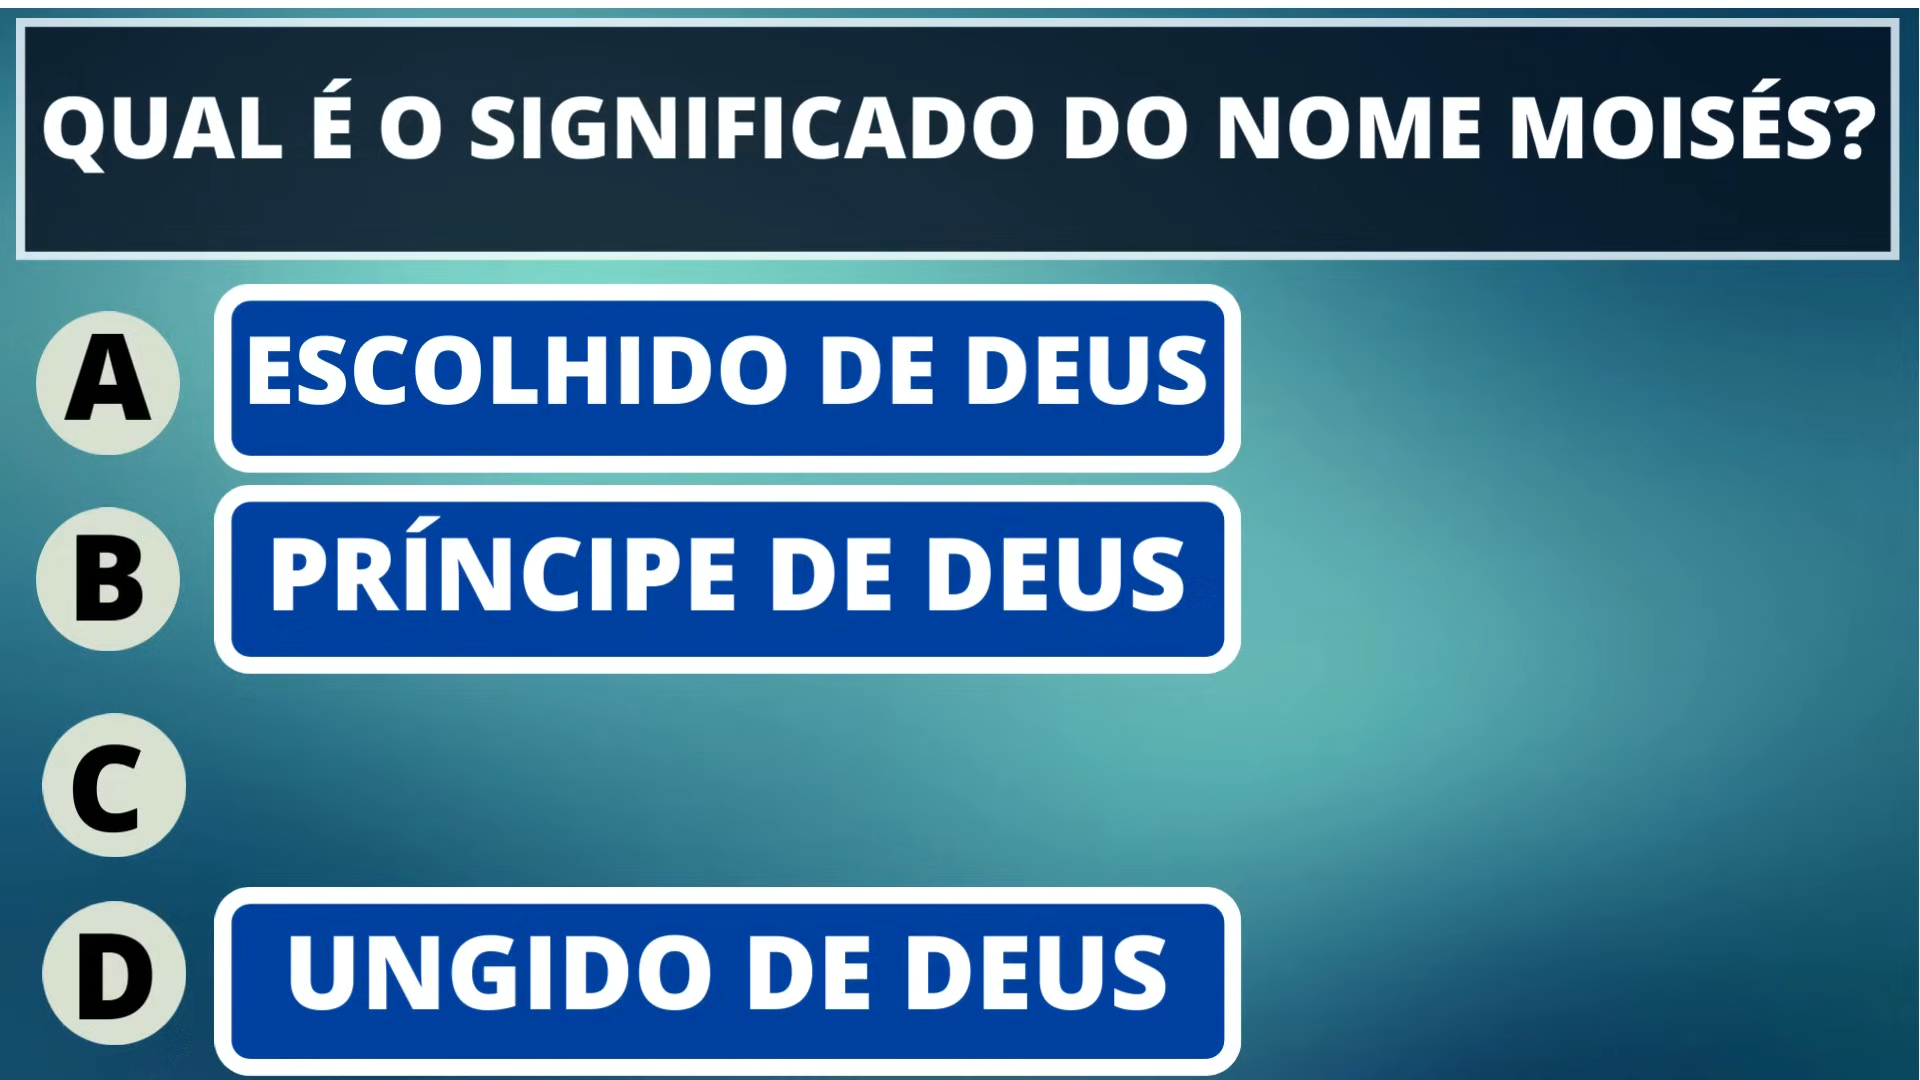 QUAL É O SIGNIFICADO DO NOME MOISÉS?
A ESCOLHIDO DE DEUS
B PRÍNCIPE DE DEUS
C
D UNGIDO DE DEUS